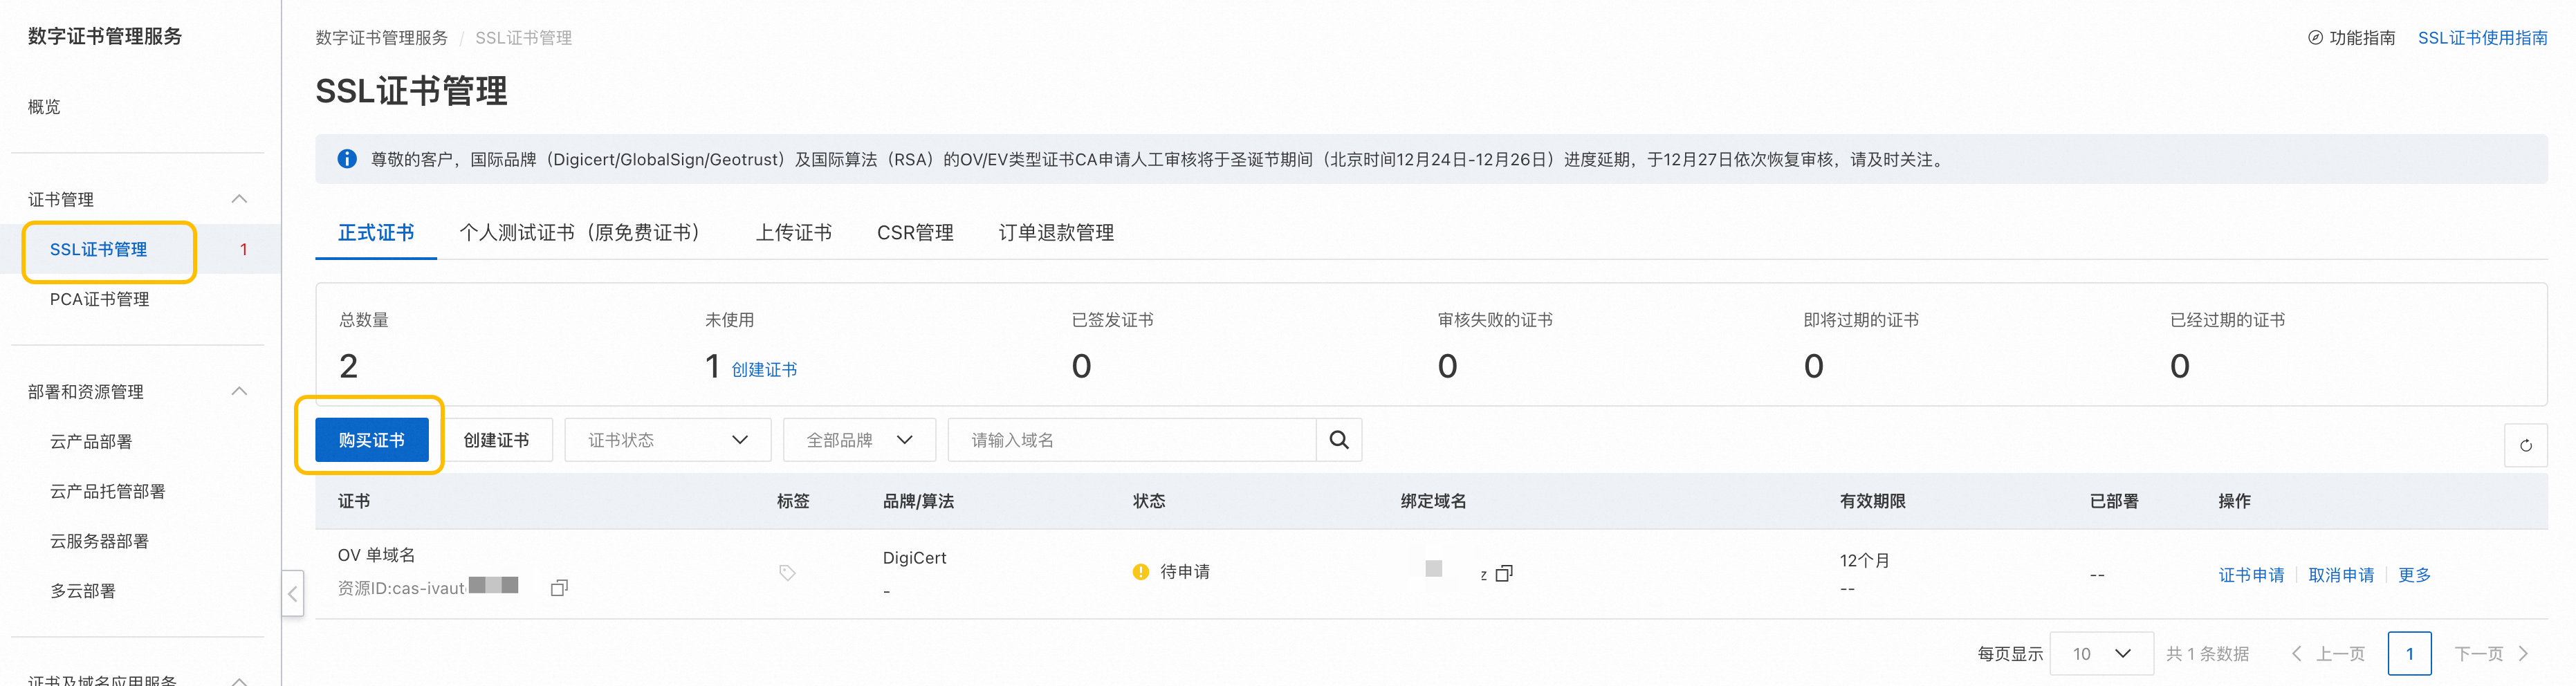 数字证书管理服务
概览
证书管理
SSL证书管理 1
PCA证书管理
部署和资源管理
云产品部署
云产品托管部署
云服务器部署
多云部署
证书及域名应用服务
数字证书管理服务 / SSL证书管理
功能指南 SSL证书使用指南
SSL证书管理
尊敬的客户，国际品牌（Digicert/GlobalSign/Geotrust）及国际算法（RSA）的OV/EV类型证书CA申请人工审核将于圣诞节期间（北京时间12月24日-12月26日）进度延期，于12月27日依次恢复审核，请及时关注。
正式证书 个人测试证书（原免费证书） 上传证书 CSR管理 订单退款管理
总数量 未使用 已签发证书 审核失败的证书 即将过期的证书 已经过期的证书
2 1 创建证书 0 0 0 0
购买证书 创建证书 证书状态 全部品牌 请输入域名
证书 标签 品牌/算法 状态 绑定域名 有效期限 已部署 操作
OV 单域名 DigiCert 待申请 z 12个月 -- 证书申请 取消申请 更多
资源ID:cas-ivaut - --
每页显示 10 共 1 条数据 上一页 1 下一页